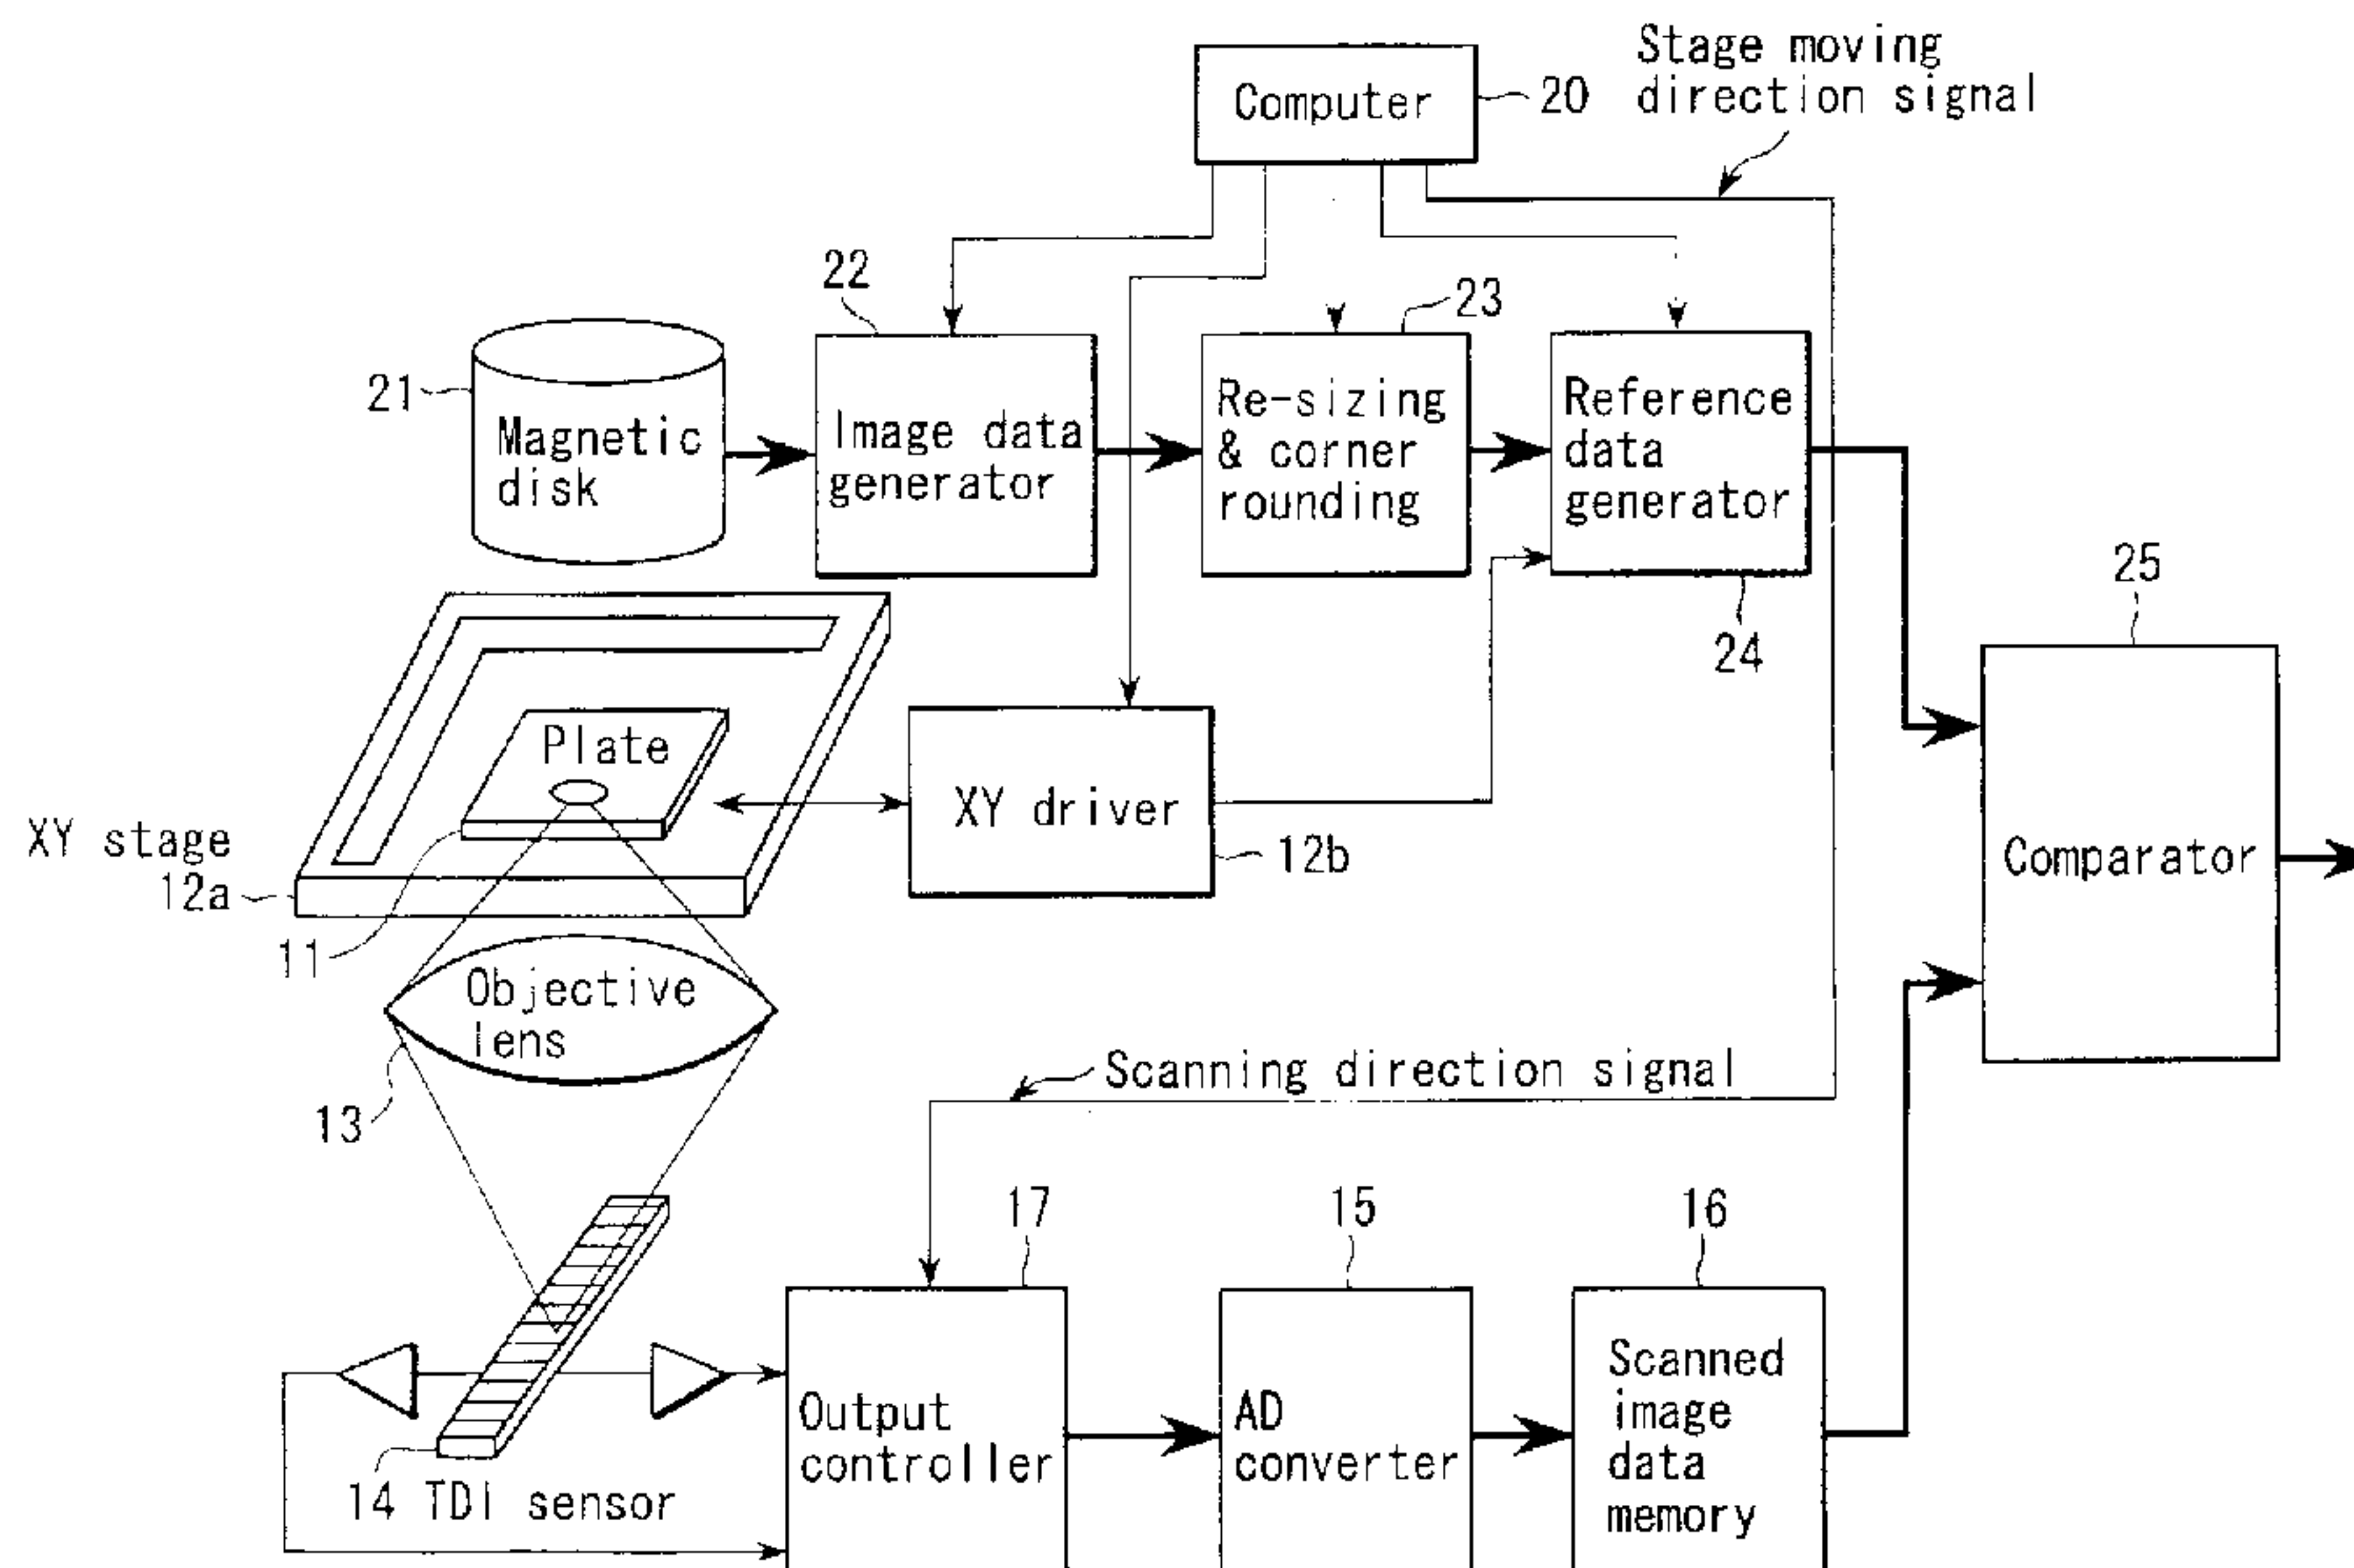 Computer
20
Stage moving
direction signal
22
23
21
Magnetic
disk
Image data
generator
Re-sizing
& corner
rounding
Reference
data
generator
24
25
Plate
XY driver
12b
XY stage
12a
11
Comparator
Objective
lens
13
Scanning direction signal
17
15
16
14 TDI sensor
Output
controller
AD
converter
Scanned
image
data
memory